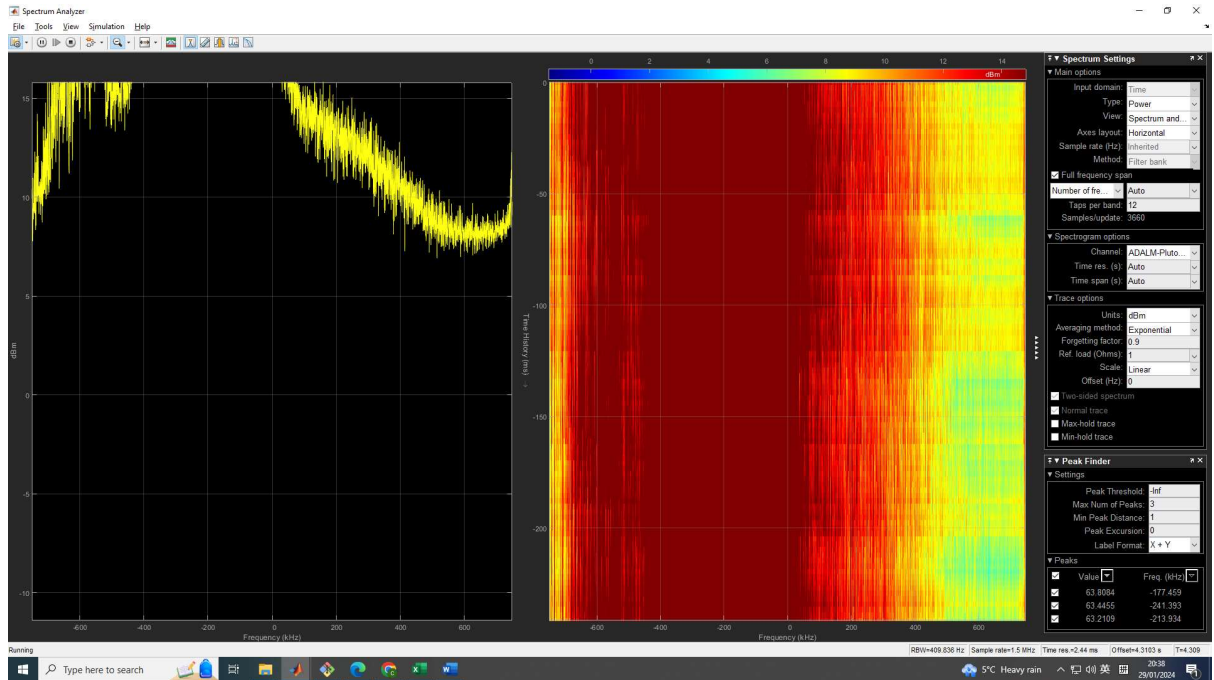 Spectrum Analyzer
File Tools View Simulation Help
15
10
5
0
-5
-10
dBm
-600 -400 -200 0 200 400 600
Frequency (kHz)
0 2 4 6 8 10 12 14
dBm
0
-50
-100
-150
-200
Time History (ms)
-600 -400 -200 0 200 400 600
Frequency (kHz)
Spectrum Settings
Main options
Input domain: Time
Type: Power
View: Spectrum and...
Axes layout: Horizontal
Sample rate (Hz): Inherited
Method: Filter bank
Full frequency span
Number of fre... Auto
Taps per band: 12
Samples/update: 3660
Spectrogram options
Channel: ADALM-Pluto...
Time res. (s): Auto
Time span (s): Auto
Trace options
Units: dBm
Averaging method: Exponential
Forgetting factor: 0.9
Ref. load (Ohms): 1
Scale: Linear
Offset (Hz): 0
Two-sided spectrum
Normal trace
Max-hold trace
Min-hold trace
Peak Finder
Settings
Peak Threshold: -Inf
Max Num of Peaks: 3
Min Peak Distance: 1
Peak Excursion: 0
Label Format: X + Y
Peaks
Value Freq. (kHz)
63.8084 -177.459
63.4455 -241.393
63.2109 -213.934
Running
RBW=409.836 Hz Sample rate=1.5 MHz Time res.=2.44 ms Offset=4.3103 s T=4.309
Type here to search
5°C Heavy rain 英 20:38
29/01/2024